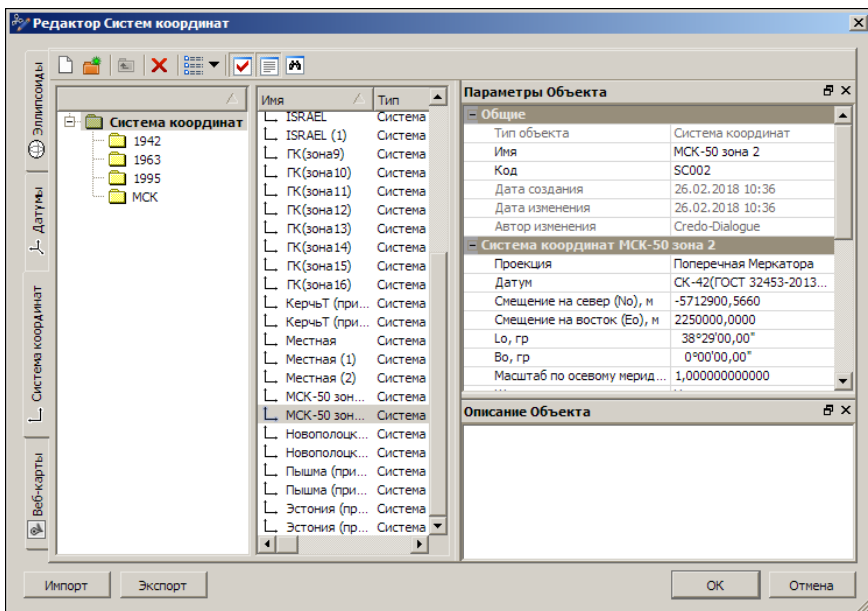 Редактор Систем координат
Эллипсоиды
Датумы
Система координат
Веб-карты
Система координат
1942
1963
1995
МСК
Имя Тип
ISRAEL Система
ISRAEL (1) Система
ГК(зона9) Система
ГК(зона10) Система
ГК(зона11) Система
ГК(зона12) Система
ГК(зона13) Система
ГК(зона14) Система
ГК(зона15) Система
ГК(зона16) Система
КерчьТ (при... Система
КерчьТ (при... Система
Местная Система
Местная (1) Система
Местная (2) Система
МСК-50 зон... Система
МСК-50 зон... Система
Новополоцк... Система
Новополоцк... Система
Пышма (при... Система
Пышма (при... Система
Эстония (пр... Система
Эстония (пр... Система
Параметры Объекта
Общие
Тип объекта Система координат
Имя МСК-50 зона 2
Код SC002
Дата создания 26.02.2018 10:36
Дата изменения 26.02.2018 10:36
Автор изменения Credo-Dialogue
Система координат МСК-50 зона 2
Проекция Поперечная Меркатора
Датум СК-42(ГОСТ 32453-2013...
Смещение на север (No), м -5712900,5660
Смещение на восток (Eo), м 2250000,0000
Lo, гр 38°29'00,00"
Bo, гр 0°00'00,00"
Масштаб по осевому мерид... 1,000000000000
Описание Объекта
Импорт Экспорт OK Отмена